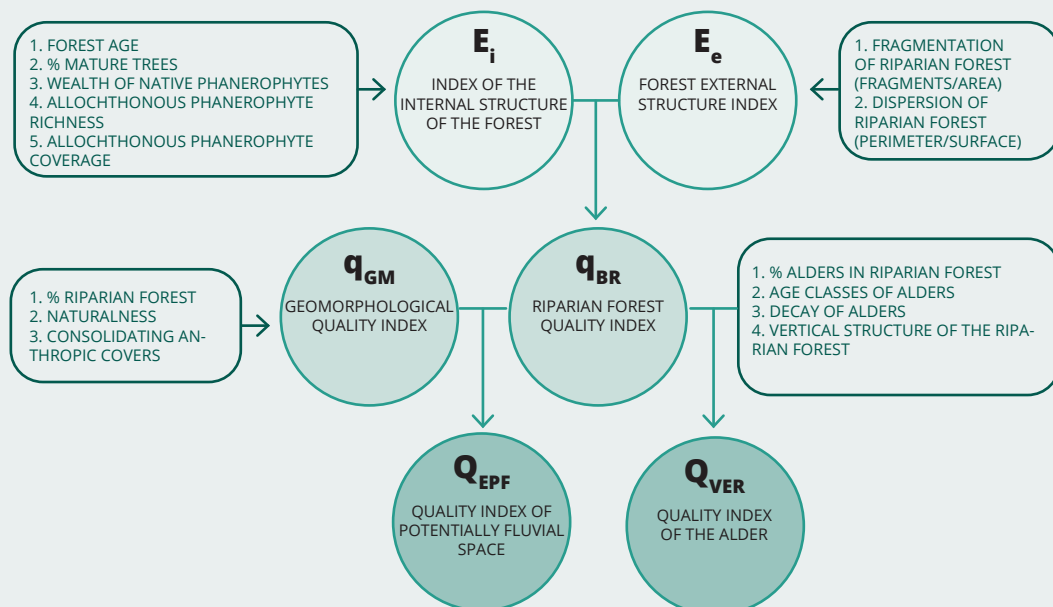 1. FOREST AGE
2. % MATURE TREES
3. WEALTH OF NATIVE PHANEROPHYTES
4. ALLOCHTHONOUS PHANEROPHYTE
RICHNESS
5. ALLOCHTHONOUS PHANEROPHYTE
COVERAGE
Ei
INDEX OF THE
INTERNAL STRUCTURE
OF THE FOREST
Ee
FOREST EXTERNAL
STRUCTURE INDEX
1. FRAGMENTATION
OF RIPARIAN FOREST
(FRAGMENTS/AREA)
2. DISPERSION OF
RIPARIAN FOREST
(PERIMETER/SURFACE)
1. % RIPARIAN FOREST
2. NATURALNESS
3. CONSOLIDATING AN-
THROPIC COVERS
qGM
GEOMORPHOLOGICAL
QUALITY INDEX
qBR
RIPARIAN FOREST
QUALITY INDEX
1. % ALDERS IN RIPARIAN FOREST
2. AGE CLASSES OF ALDERS
3. DECAY OF ALDERS
4. VERTICAL STRUCTURE OF THE RIPA-
RIAN FOREST
QEPF
QUALITY INDEX OF
POTENTIALLY FLUVIAL
SPACE
QVER
QUALITY INDEX
OF THE ALDER